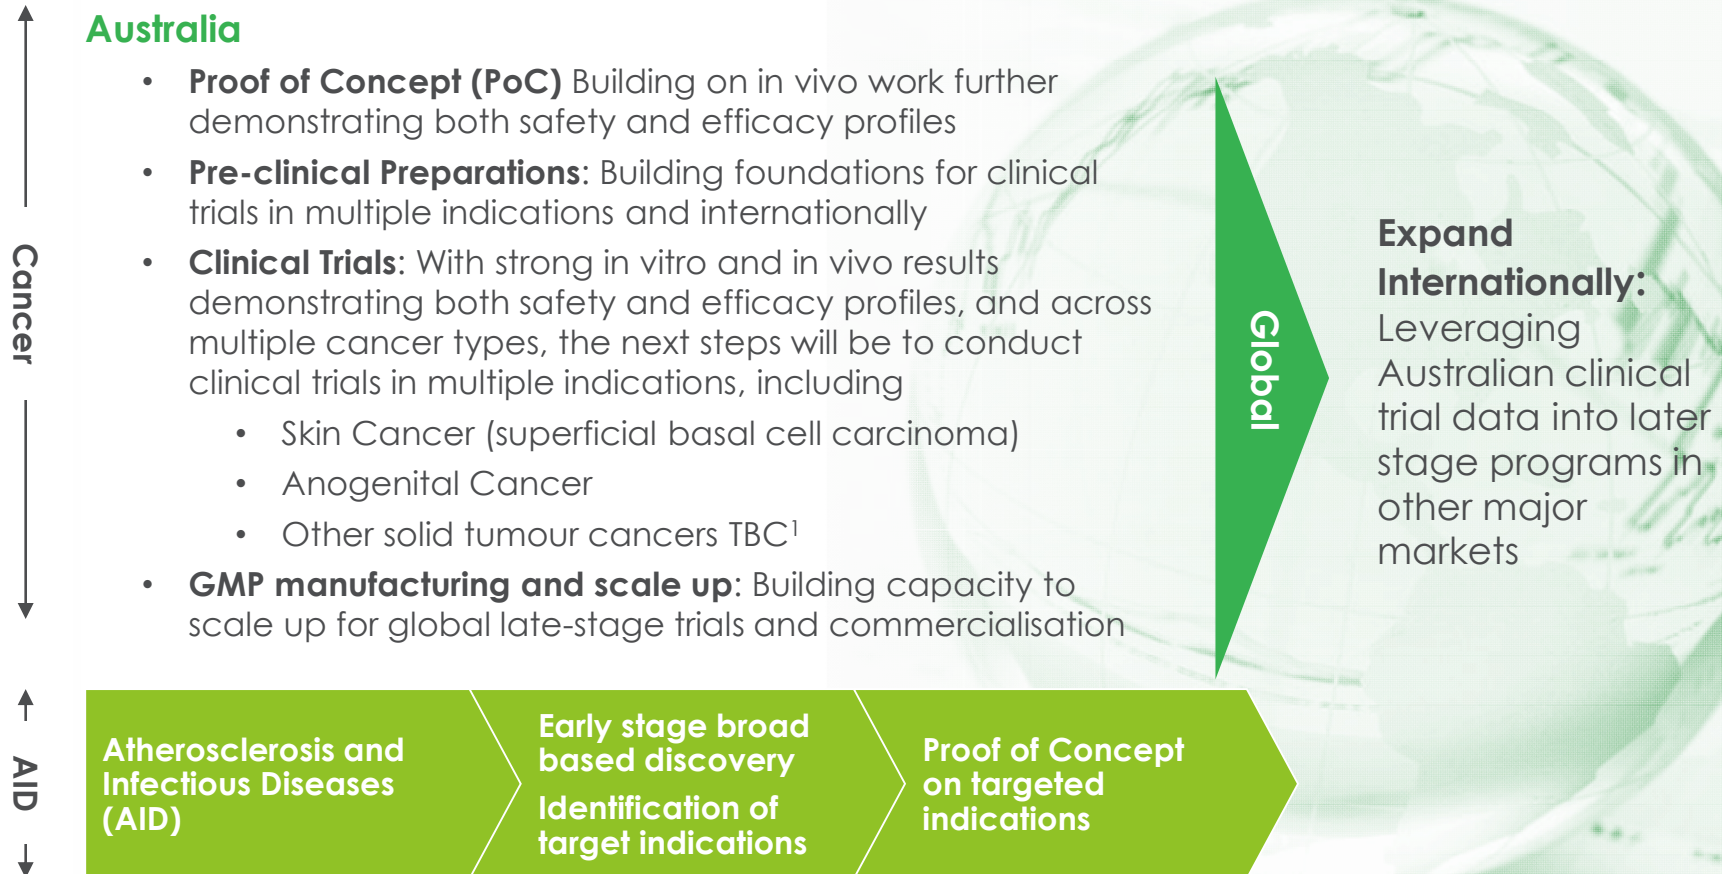 Australia
• Proof of Concept (PoC) Building on in vivo work further
demonstrating both safety and efficacy profiles
• Pre-clinical Preparations: Building foundations for clinical
trials in multiple indications and internationally
• Clinical Trials: With strong in vitro and in vivo results
demonstrating both safety and efficacy profiles, and across
multiple cancer types, the next steps will be to conduct
clinical trials in multiple indications, including
• Skin Cancer (superficial basal cell carcinoma)
• Anogenital Cancer
• Other solid tumour cancers TBC¹
• GMP manufacturing and scale up: Building capacity to
scale up for global late-stage trials and commercialisation
Cancer
Global
Expand
Internationally:
Leveraging
Australian clinical
trial data into later
stage programs in
other major
markets
AID
Atherosclerosis and
Infectious Diseases
(AID)
Early stage broad
based discovery
Identification of
target indications
Proof of Concept
on targeted
indications